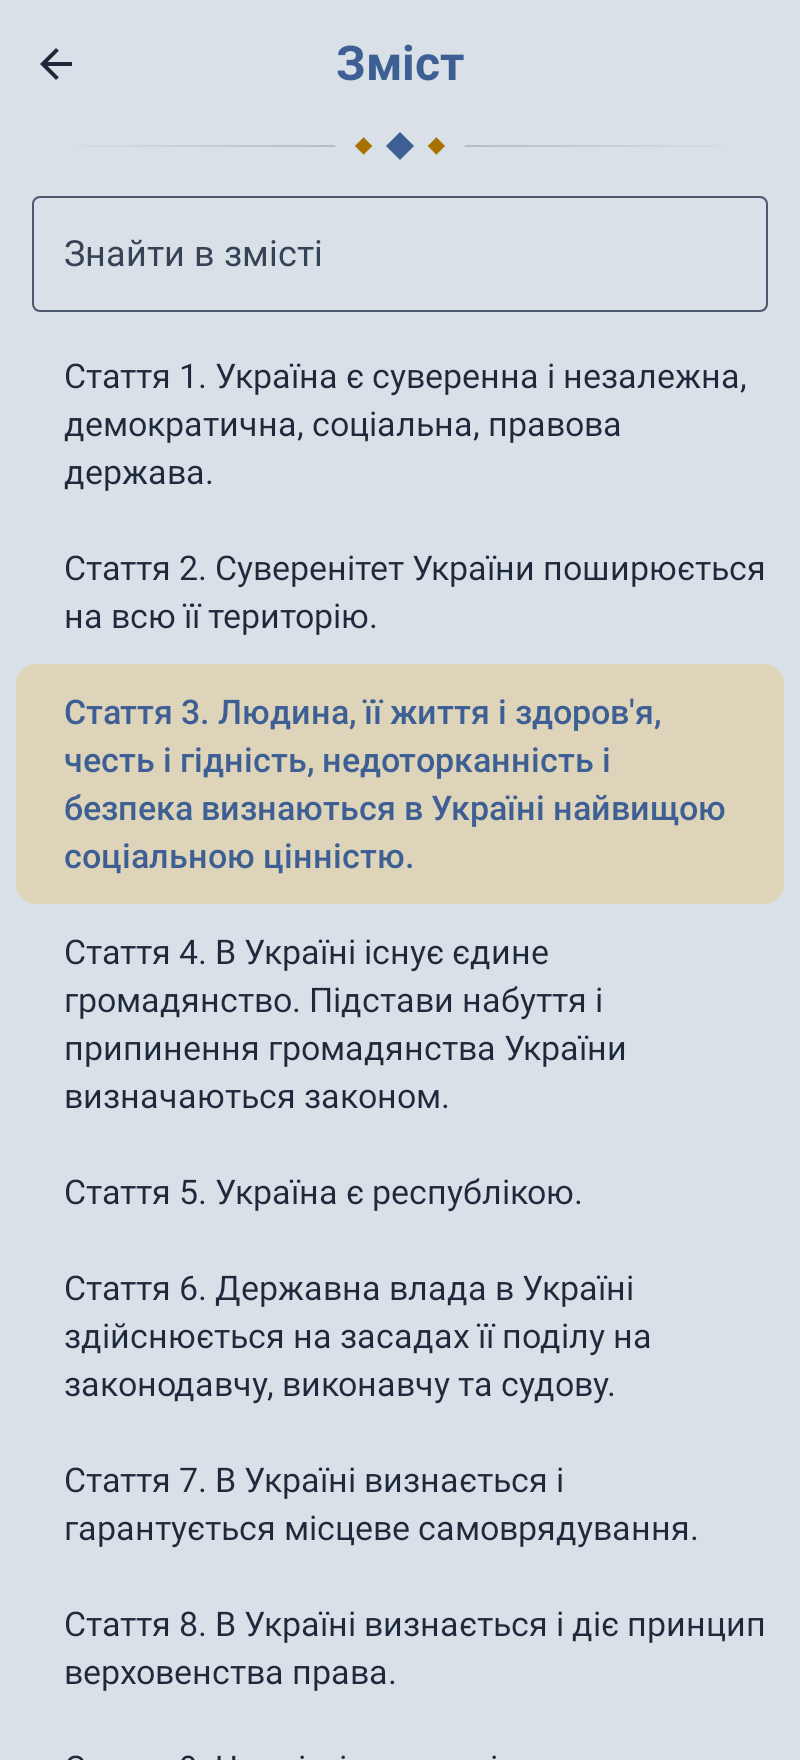 Зміст
Знайти в змісті
Стаття 1. Україна є суверенна і незалежна,
демократична, соціальна, правова
держава.
Стаття 2. Суверенітет України поширюється
на всю її територію.
Стаття 3. Людина, її життя і здоров'я,
честь і гідність, недоторканність і
безпека визнаються в Україні найвищою
соціальною цінністю.
Стаття 4. В Україні існує єдине
громадянство. Підстави набуття і
припинення громадянства України
визначаються законом.
Стаття 5. Україна є республікою.
Стаття 6. Державна влада в Україні
здійснюється на засадах її поділу на
законодавчу, виконавчу та судову.
Стаття 7. В Україні визнається і
гарантується місцеве самоврядування.
Стаття 8. В Україні визнається і діє принцип
верховенства права.